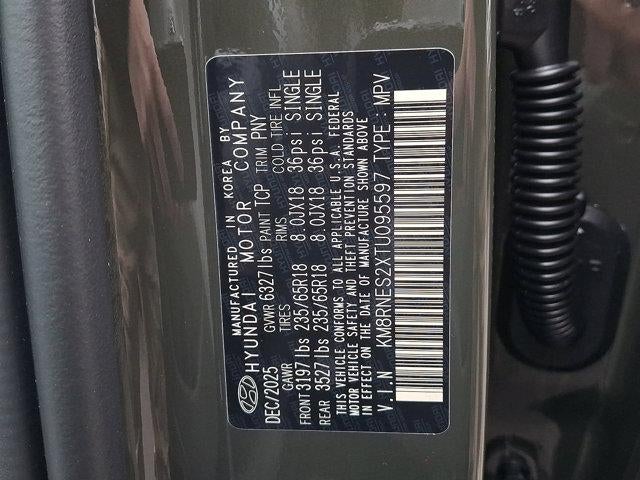 MANUFACTURED IN KOREA BY
HYUNDAI MOTOR COMPANY
DEC/2025 GVWR 6327lbs PAINT TCP TRIM PNY
GAWR TIRES RIMS COLD TIRE INFL
FRONT 3197lbs 235/65R18 8.0JX18 36psi SINGLE
REAR 3527lbs 235/65R18 8.0JX18 36psi SINGLE
THIS VEHICLE CONFORMS TO ALL APPLICABLE U.S.A. FEDERAL
MOTOR VEHICLE SAFETY AND THEFT PREVENTION STANDARDS
IN EFFECT ON THE DATE OF MANUFACTURE SHOWN ABOVE
V.I.N : KM8RNES2XTU095597 TYPE : MPV